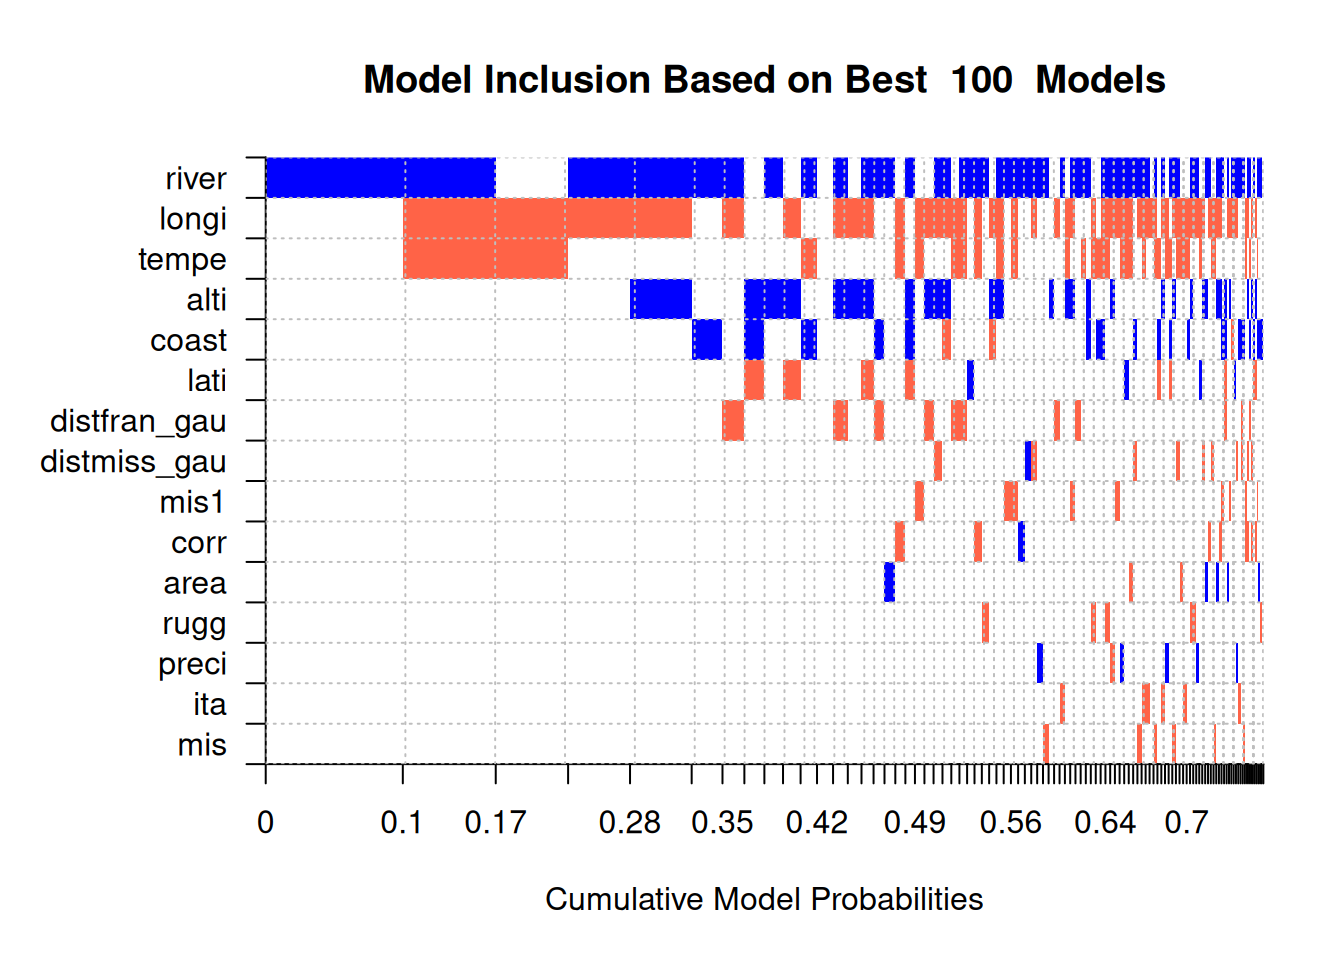 Model Inclusion Based on Best  100  Models
river
longi
tempe
alti
coast
lati
distfran_gau
distmiss_gau
mis1
corr
area
rugg
preci
ita
mis
0 0.1 0.17 0.28 0.35 0.42 0.49 0.56 0.64 0.7
Cumulative Model Probabilities